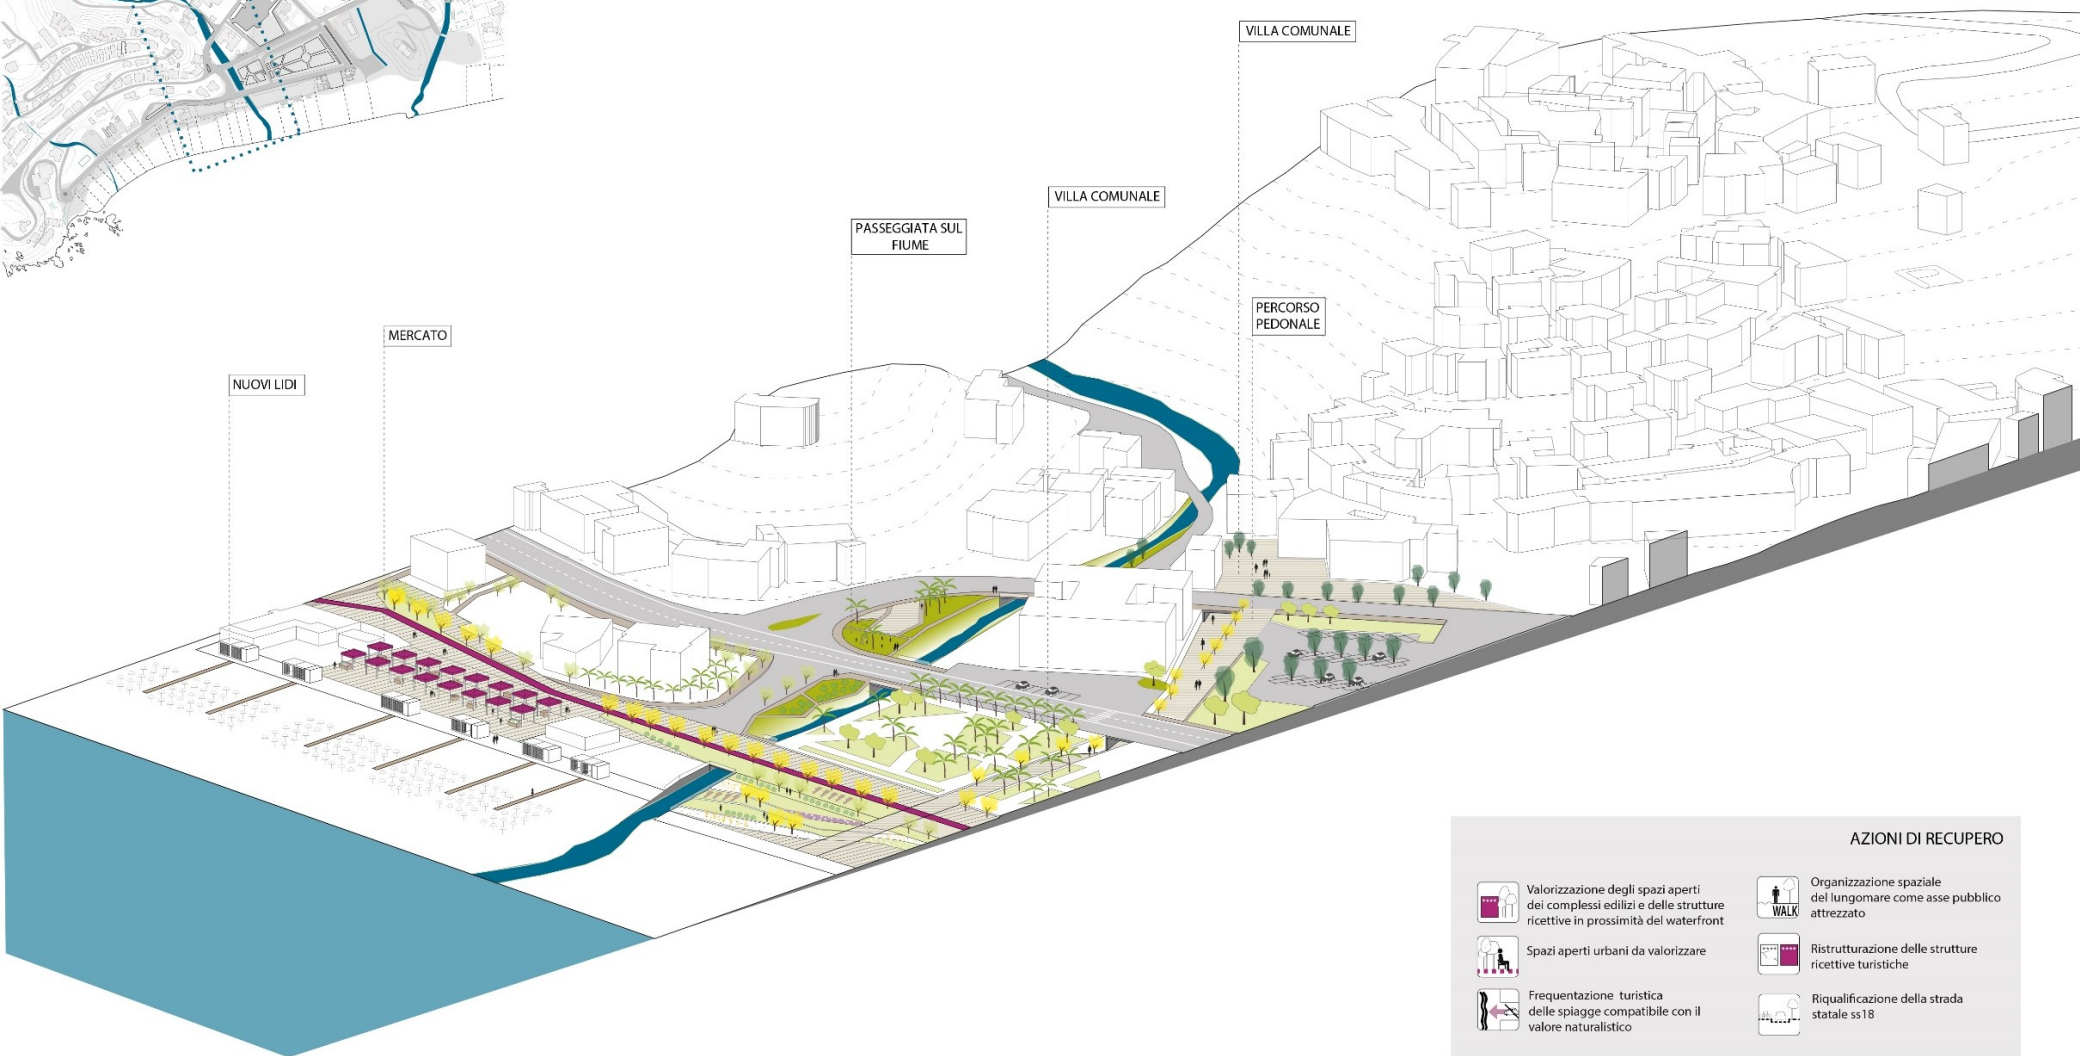 VILLA COMUNALE
VILLA COMUNALE
PASSEGGIATA SUL
FIUME
PERCORSO
PEDONALE
MERCATO
NUOVI LIDI
AZIONI DI RECUPERO
Valorizzazione degli spazi aperti
dei complessi edilizi e delle strutture
ricettive in prossimità del waterfront
Spazi aperti urbani da valorizzare
Frequentazione turistica
delle spiagge compatibile con il
valore naturalistico
WALK
Organizzazione spaziale
del lungomare come asse pubblico
attrezzato
Ristrutturazione delle strutture
ricettive turistiche
Riqualificazione della strada
statale ss18